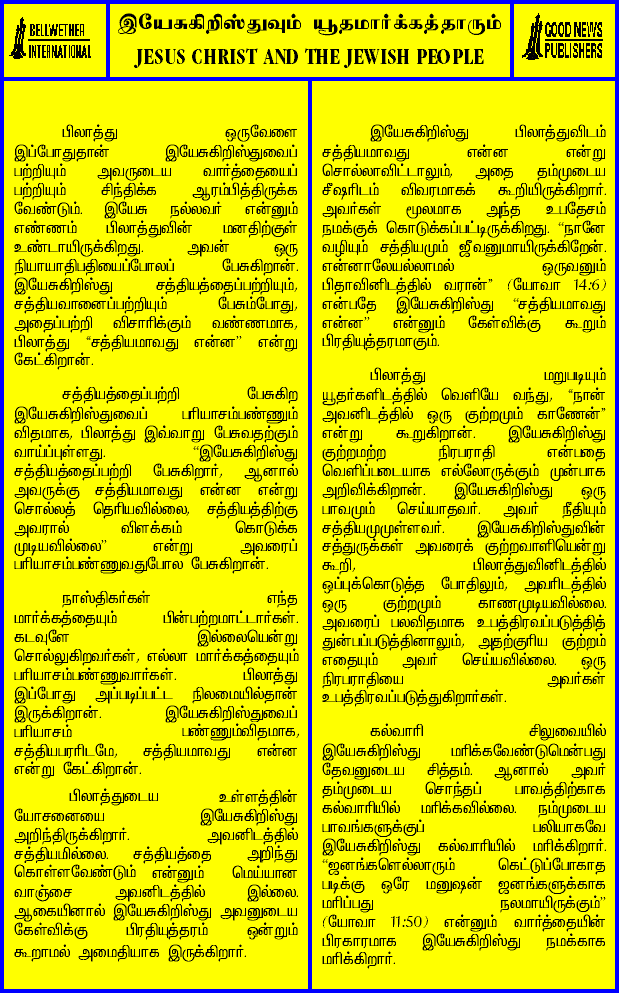 BELLWETHER
INTERNATIONAL
இயேசுகிறிஸ்துவும் யூதமார்க்கத்தாரும்
JESUS CHRIST AND THE JEWISH PEOPLE
GOOD NEWS
PUBLISHERS
பிலாத்து ஒருவேளை
இப்போதுதான் இயேசுகிறிஸ்துவைப்
பற்றியும் அவருடைய வார்த்தையைப்
பற்றியும் சிந்திக்க ஆரம்பித்திருக்க
வேண்டும். இயேசு நல்லவர் என்னும்
எண்ணம் பிலாத்துவின் மனதிற்குள்
உண்டாயிருக்கிறது. அவன் ஒரு
நியாயாதிபதியைப்போலப் பேசுகிறான்.
இயேசுகிறிஸ்து சத்தியத்தைப்பற்றியும்,
சத்தியவானைப்பற்றியும் பேசும்போது,
அதைப்பற்றி விசாரிக்கும் வண்ணமாக,
பிலாத்து “சத்தியமாவது என்ன” என்று
கேட்கிறான்.
சத்தியத்தைப்பற்றி பேசுகிற
இயேசுகிறிஸ்துவைப் பரியாசம்பண்ணும்
விதமாக, பிலாத்து இவ்வாறு பேசுவதற்கும்
வாய்ப்புள்ளது. “இயேசுகிறிஸ்து
சத்தியத்தைப்பற்றி பேசுகிறார், ஆனால்
அவருக்கு சத்தியமாவது என்ன என்று
சொல்லத் தெரியவில்லை, சத்தியத்திற்கு
அவரால் விளக்கம் கொடுக்க
முடியவில்லை” என்று அவரைப்
பரியாசம்பண்ணுவதுபோல பேசுகிறான்.
நாஸ்திகர்கள் எந்த
மார்க்கத்தையும் பின்பற்றமாட்டார்கள்.
கடவுளே இல்லையென்று
சொல்லுகிறவர்கள், எல்லா மார்க்கத்தையும்
பரியாசம்பண்ணுவார்கள். பிலாத்து
இப்போது அப்படிப்பட்ட நிலமையில்தான்
இருக்கிறான். இயேசுகிறிஸ்துவைப்
பரியாசம் பண்ணும்விதமாக,
சத்தியபரரிடமே, சத்தியமாவது என்ன
என்று கேட்கிறான்.
பிலாத்துடைய உள்ளத்தின்
யோசனையை இயேசுகிறிஸ்து
அறிந்திருக்கிறார். அவனிடத்தில்
சத்தியமில்லை. சத்தியத்தை அறிந்து
கொள்ளவேண்டும் என்னும் மெய்யான
வாஞ்சை அவனிடத்தில் இல்லை.
ஆகையினால் இயேசுகிறிஸ்து அவனுடைய
கேள்விக்கு பிரதியுத்தரம் ஒன்றும்
கூறாமல் அமைதியாக இருக்கிறார்.
இயேசுகிறிஸ்து பிலாத்துவிடம்
சத்தியமாவது என்ன என்று
சொல்லாவிட்டாலும், அதை தம்முடைய
சீஷரிடம் விவரமாகக் கூறியிருக்கிறார்.
அவர்கள் மூலமாக அந்த உபதேசம்
நமக்குக் கொடுக்கப்பட்டிருக்கிறது. “நானே
வழியும் சத்தியமும் ஜீவனுமாயிருக்கிறேன்.
என்னாலேயல்லாமல் ஒருவனும்
பிதாவினிடத்தில் வரான்” (யோவா 14:6)
என்பதே இயேசுகிறிஸ்து “சத்தியமாவது
என்ன” என்னும் கேள்விக்கு கூறும்
பிரதியுத்தரமாகும்.
பிலாத்து மறுபடியும்
யூதர்களிடத்தில் வெளியே வந்து, “நான்
அவனிடத்தில் ஒரு குற்றமும் காணேன்”
என்று கூறுகிறான். இயேசுகிறிஸ்து
குற்றமற்ற நிரபராதி என்பதை
வெளிப்படையாக எல்லோருக்கும் முன்பாக
அறிவிக்கிறான். இயேசுகிறிஸ்து ஒரு
பாவமும் செய்யாதவர். அவர் நீதியும்
சத்தியமுமுள்ளவர். இயேசுகிறிஸ்துவின்
சத்துருக்கள் அவரைக் குற்றவாளியென்று
கூறி, பிலாத்துவினிடத்தில்
ஒப்புக்கொடுத்த போதிலும், அவரிடத்தில்
ஒரு குற்றமும் காணமுடியவில்லை.
அவரைப் பலவிதமாக உபத்திரவப்படுத்தித்
துன்பப்படுத்தினாலும், அதற்குரிய குற்றம்
எதையும் அவர் செய்யவில்லை. ஒரு
நிரபராதியை அவர்கள்
உபத்திரவப்படுத்துகிறார்கள்.
கல்வாரி சிலுவையில்
இயேசுகிறிஸ்து மரிக்கவேண்டுமென்பது
தேவனுடைய சித்தம். ஆனால் அவர்
தம்முடைய சொந்தப் பாவத்திற்காக
கல்வாரியில் மரிக்கவில்லை. நம்முடைய
பாவங்களுக்குப் பலியாகவே
இயேசுகிறிஸ்து கல்வாரியில் மரிக்கிறார்.
“ஜனங்களெல்லாரும் கெட்டுப்போகாத
படிக்கு ஒரே மனுஷன் ஜனங்களுக்காக
மரிப்பது நலமாயிருக்கும்”
(யோவா 11:50) என்னும் வார்த்தையின்
பிரகாரமாக இயேசுகிறிஸ்து நமக்காக
மரிக்கிறார்.